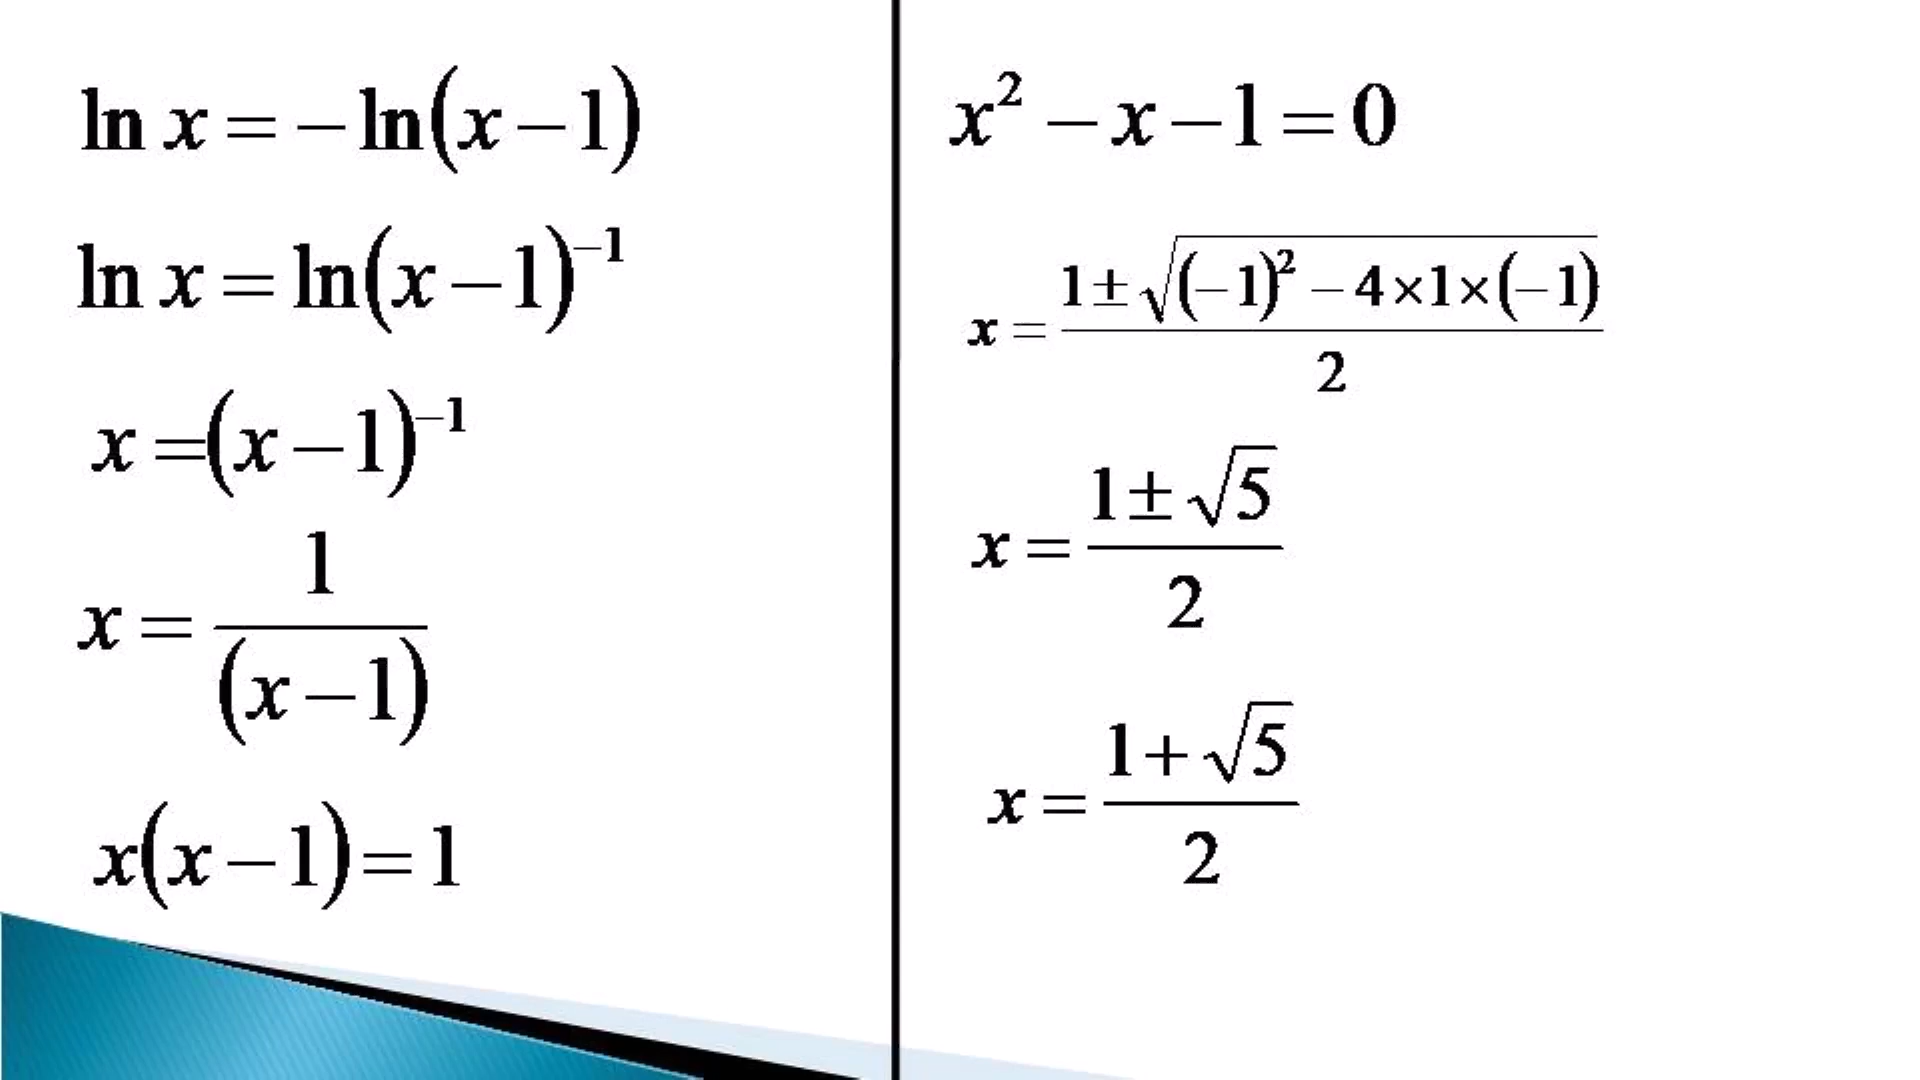 ln x = −ln(x−1)
ln x = ln(x−1)⁻¹
x = (x−1)⁻¹
x = 1/(x−1)
x(x−1) = 1
x² − x − 1 = 0
x = (1 ± √((−1)² − 4×1×(−1)))/2
x = (1 ± √5)/2
x = (1 + √5)/2